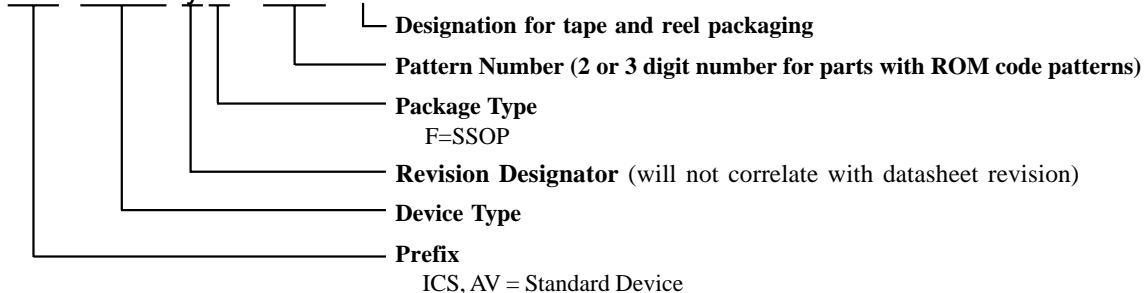 Designation for tape and reel packaging
Pattern Number (2 or 3 digit number for parts with ROM code patterns)
Package Type
F=SSOP
Revision Designator (will not correlate with datasheet revision)
Device Type
Prefix
ICS, AV = Standard Device